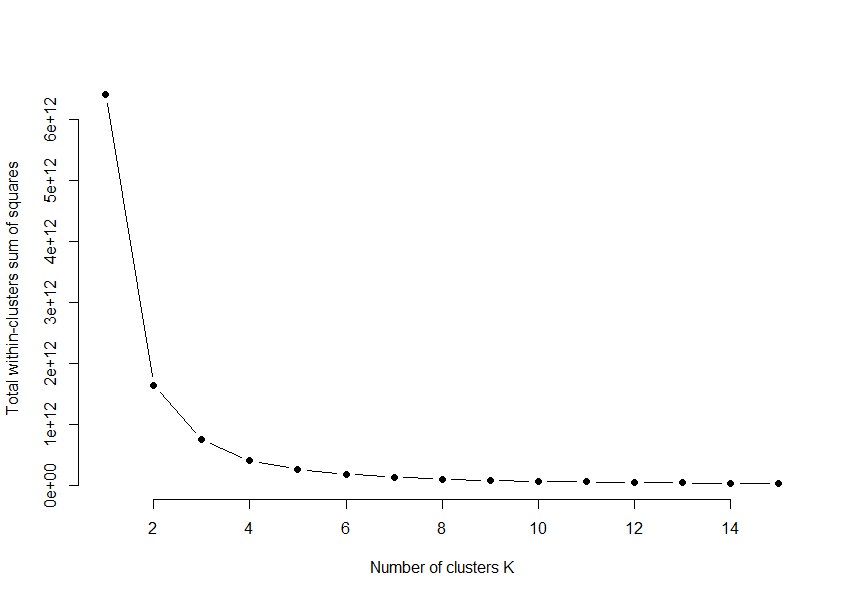 Total within-clusters sum of squares
6e+12
5e+12
4e+12
3e+12
2e+12
1e+12
0e+00
2 4 6 8 10 12 14
Number of clusters K